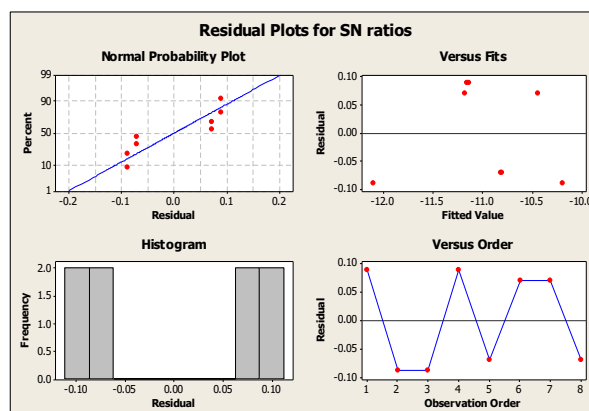 Residual Plots for SN ratios
Normal Probability Plot
Versus Fits
99
90
50
10
1
Percent
-0.2 -0.1 0.0 0.1 0.2
Residual
0.10
0.05
0.00
-0.05
-0.10
Residual
-12.0 -11.5 -11.0 -10.5 -10.0
Fitted Value
Histogram
Versus Order
2.0
1.5
1.0
0.5
0.0
Frequency
-0.10 -0.05 0.00 0.05 0.10
Residual
0.10
0.05
0.00
-0.05
-0.10
Residual
1 2 3 4 5 6 7 8
Observation Order